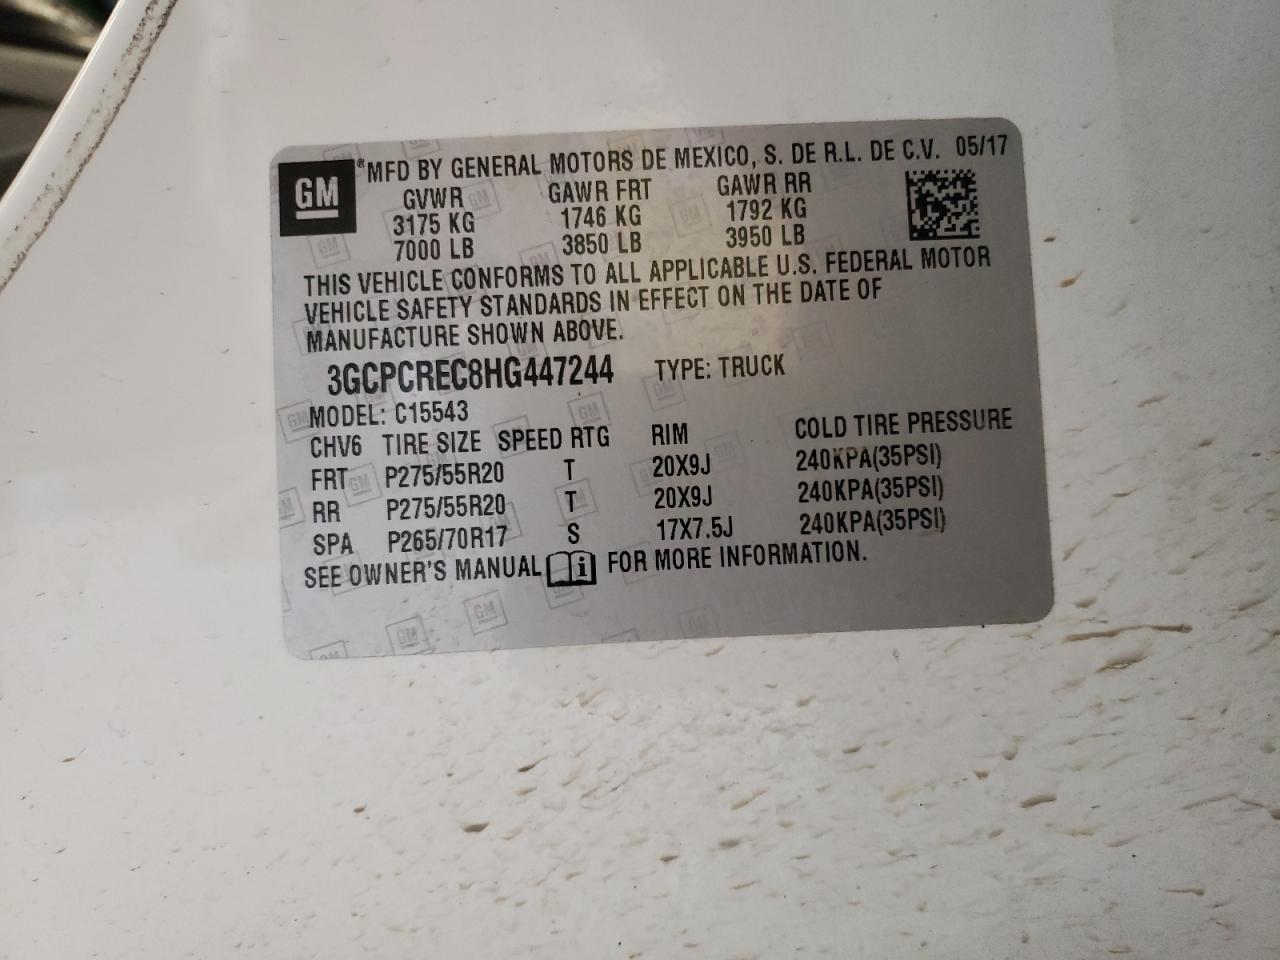 GM ®MFD BY GENERAL MOTORS DE MEXICO, S. DE R.L. DE C.V. 05/17
GVWR GAWR FRT GAWR RR
3175 KG 1746 KG 1792 KG
7000 LB 3850 LB 3950 LB
THIS VEHICLE CONFORMS TO ALL APPLICABLE U.S. FEDERAL MOTOR
VEHICLE SAFETY STANDARDS IN EFFECT ON THE DATE OF
MANUFACTURE SHOWN ABOVE.
3GCPCREC8HG447244 TYPE: TRUCK
MODEL: C15543
CHV6 TIRE SIZE SPEED RTG RIM COLD TIRE PRESSURE
FRT P275/55R20 T 20X9J 240KPA(35PSI)
RR P275/55R20 T 20X9J 240KPA(35PSI)
SPA P265/70R17 S 17X7.5J 240KPA(35PSI)
SEE OWNER'S MANUAL i FOR MORE INFORMATION.